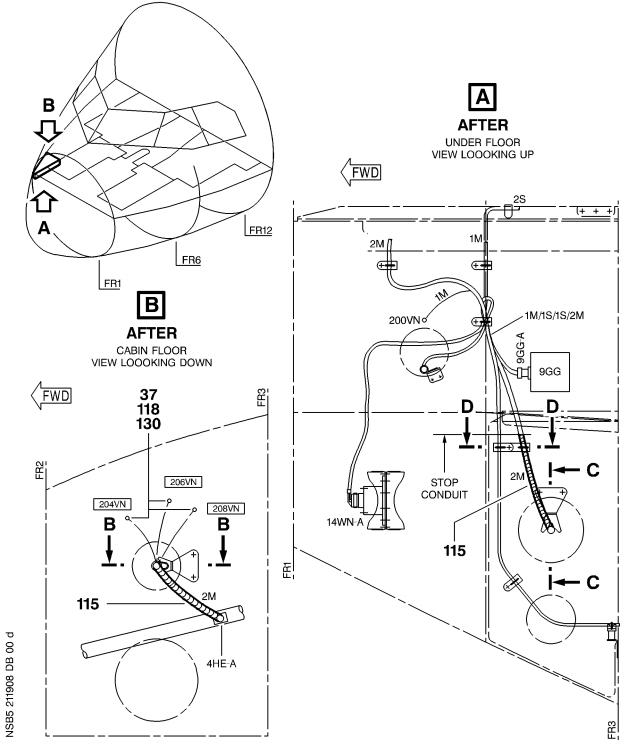 B
A
FR12
FR6
FR1
A
AFTER
UNDER FLOOR
VIEW LOOOKING UP
FWD
2S
1M
2M
1M
200VN
1M/1S/1S/2M
9GG-A
9GG
D
D
C
STOP
CONDUIT
2M
14WN-A
115
C
FR1
FR3
B
AFTER
CABIN FLOOR
VIEW LOOOKING DOWN
FWD
FR3
37
118
130
FR2
206VN
204VN
208VN
B
B
115
2M
4HE-A
NSB5 211908 DB 00 d